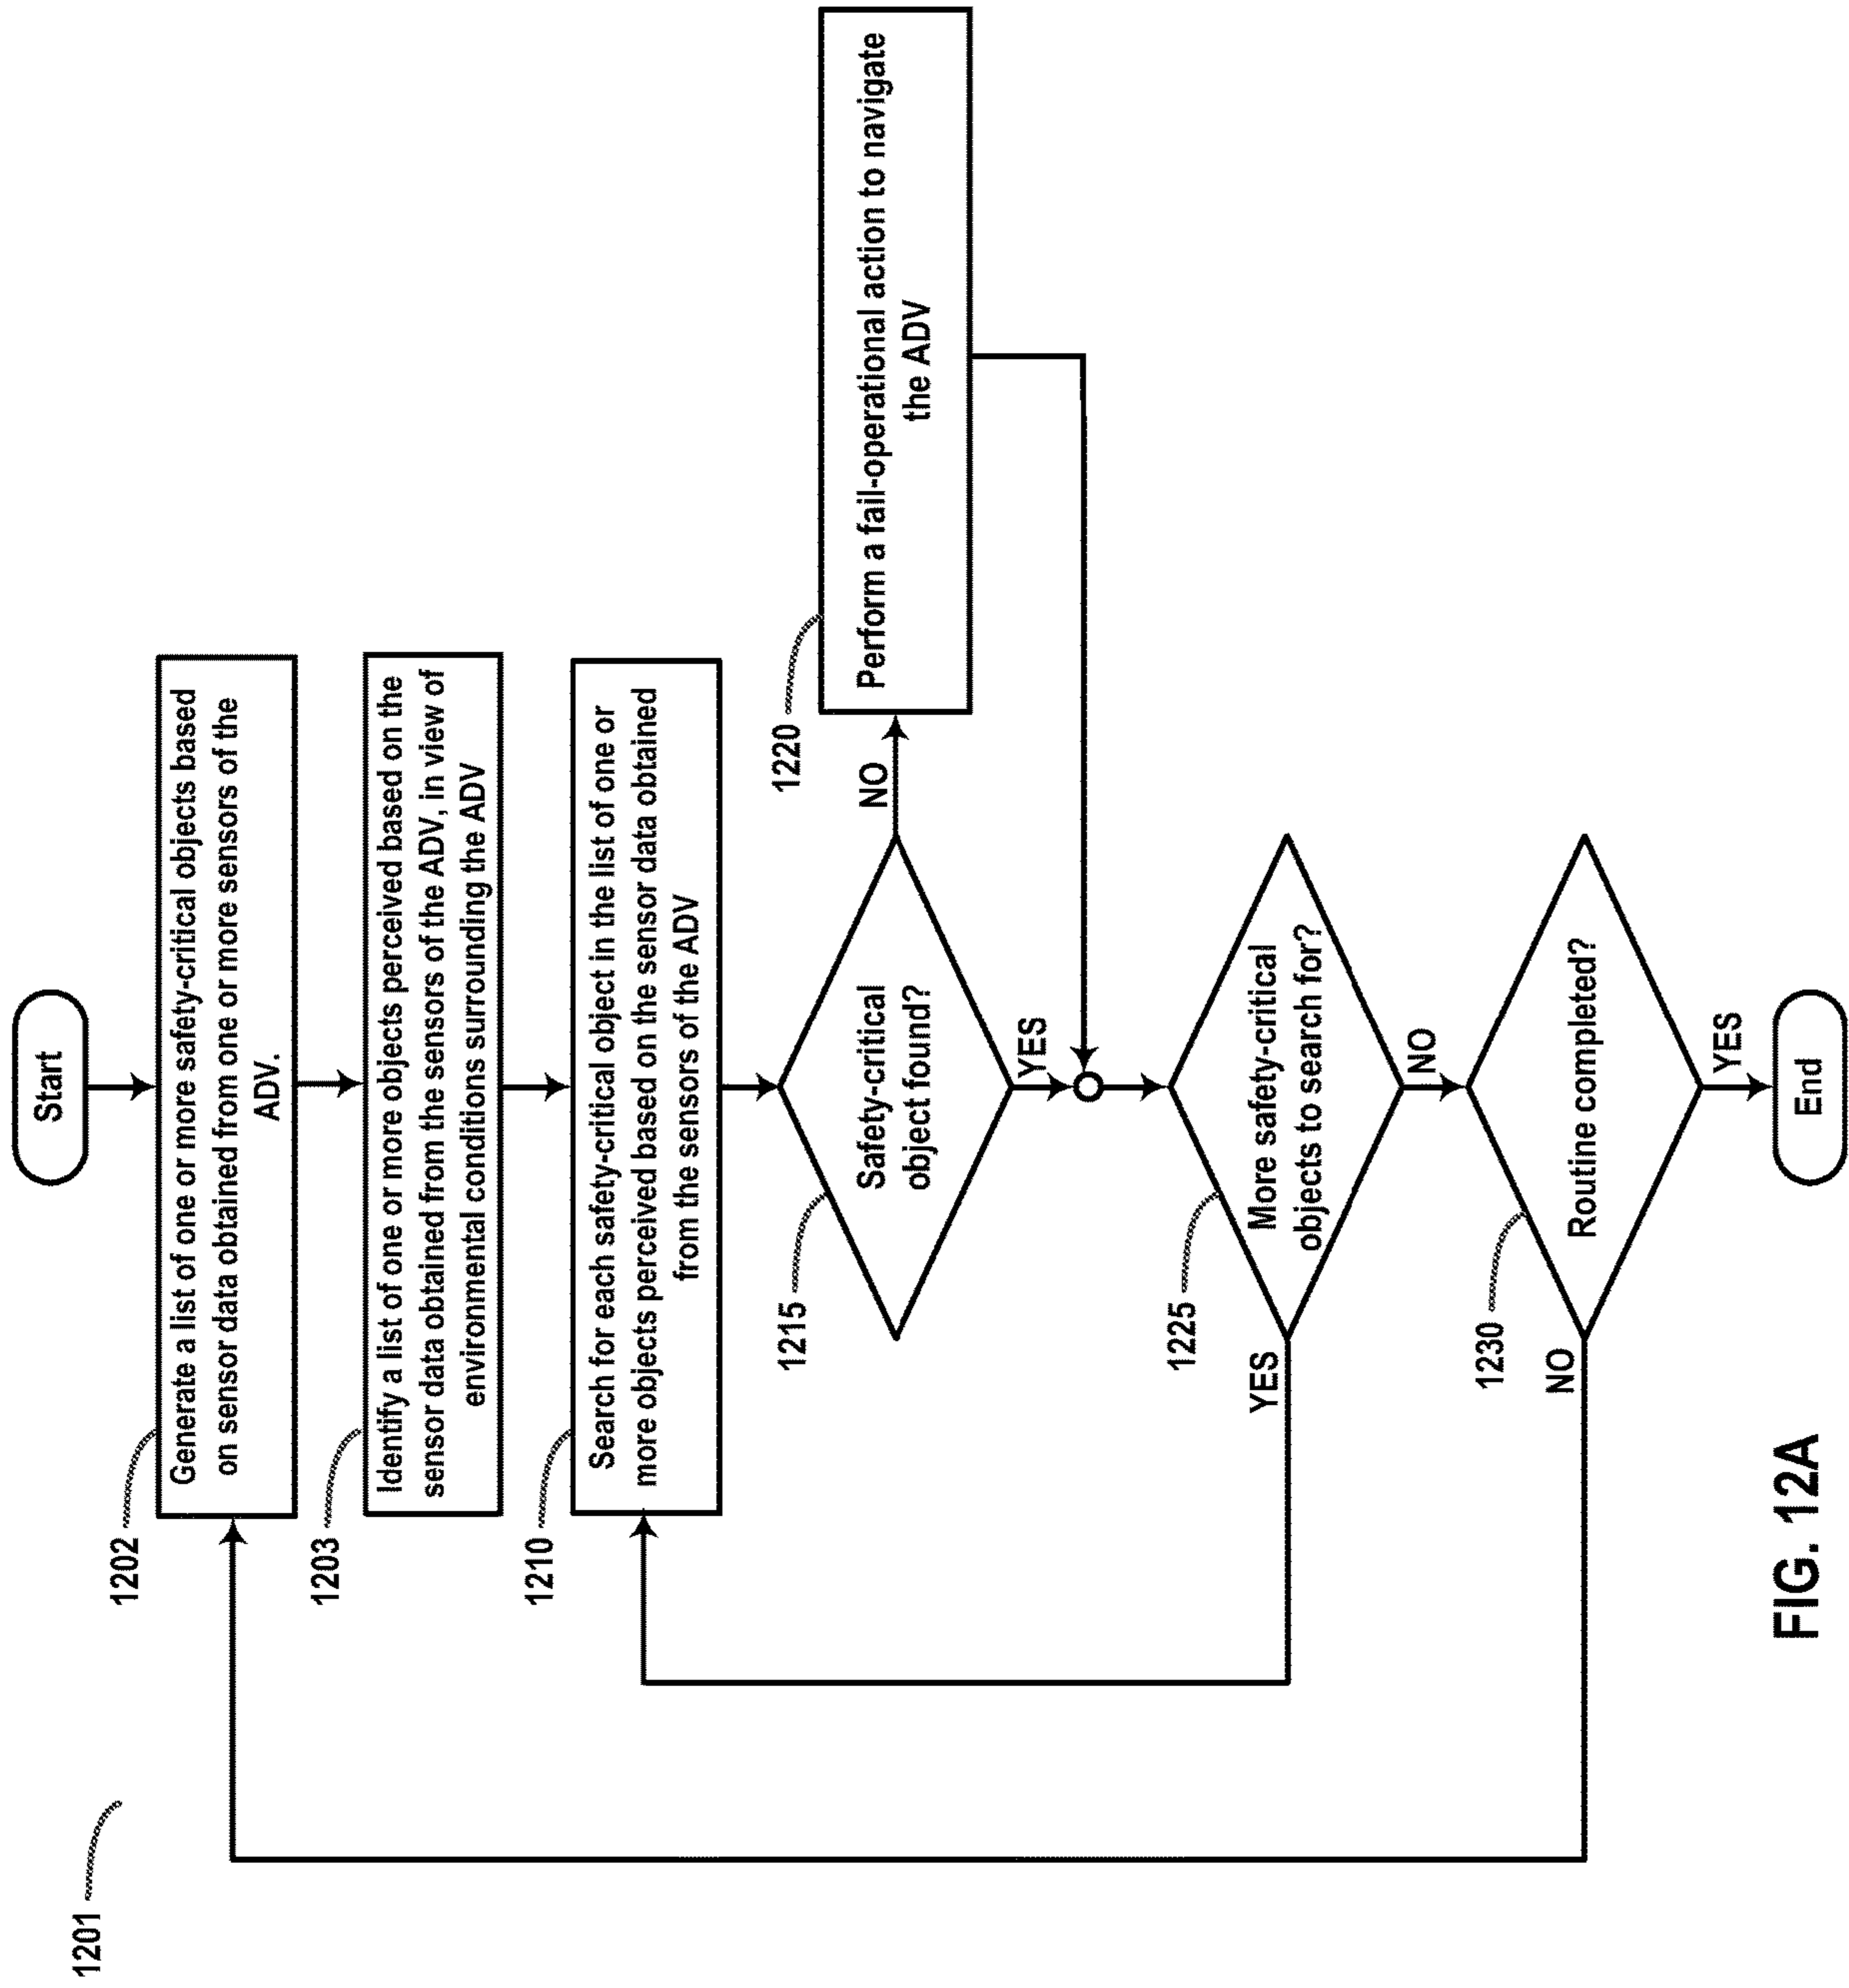 1201
Start
1202
Generate a list of one or more safety-critical objects based
on sensor data obtained from one or more sensors of the
ADV.
1203
Identify a list of one or more objects perceived based on the
sensor data obtained from the sensors of the ADV, in view of
environmental conditions surrounding the ADV
1210
Search for each safety-critical object in the list of one or
more objects perceived based on the sensor data obtained
from the sensors of the ADV
1215
Safety-critical
object found?
NO
YES
1220
Perform a fail-operational action to navigate
the ADV
1225
More safety-critical
objects to search for?
YES
NO
1230
Routine completed?
NO
YES
End
FIG. 12A